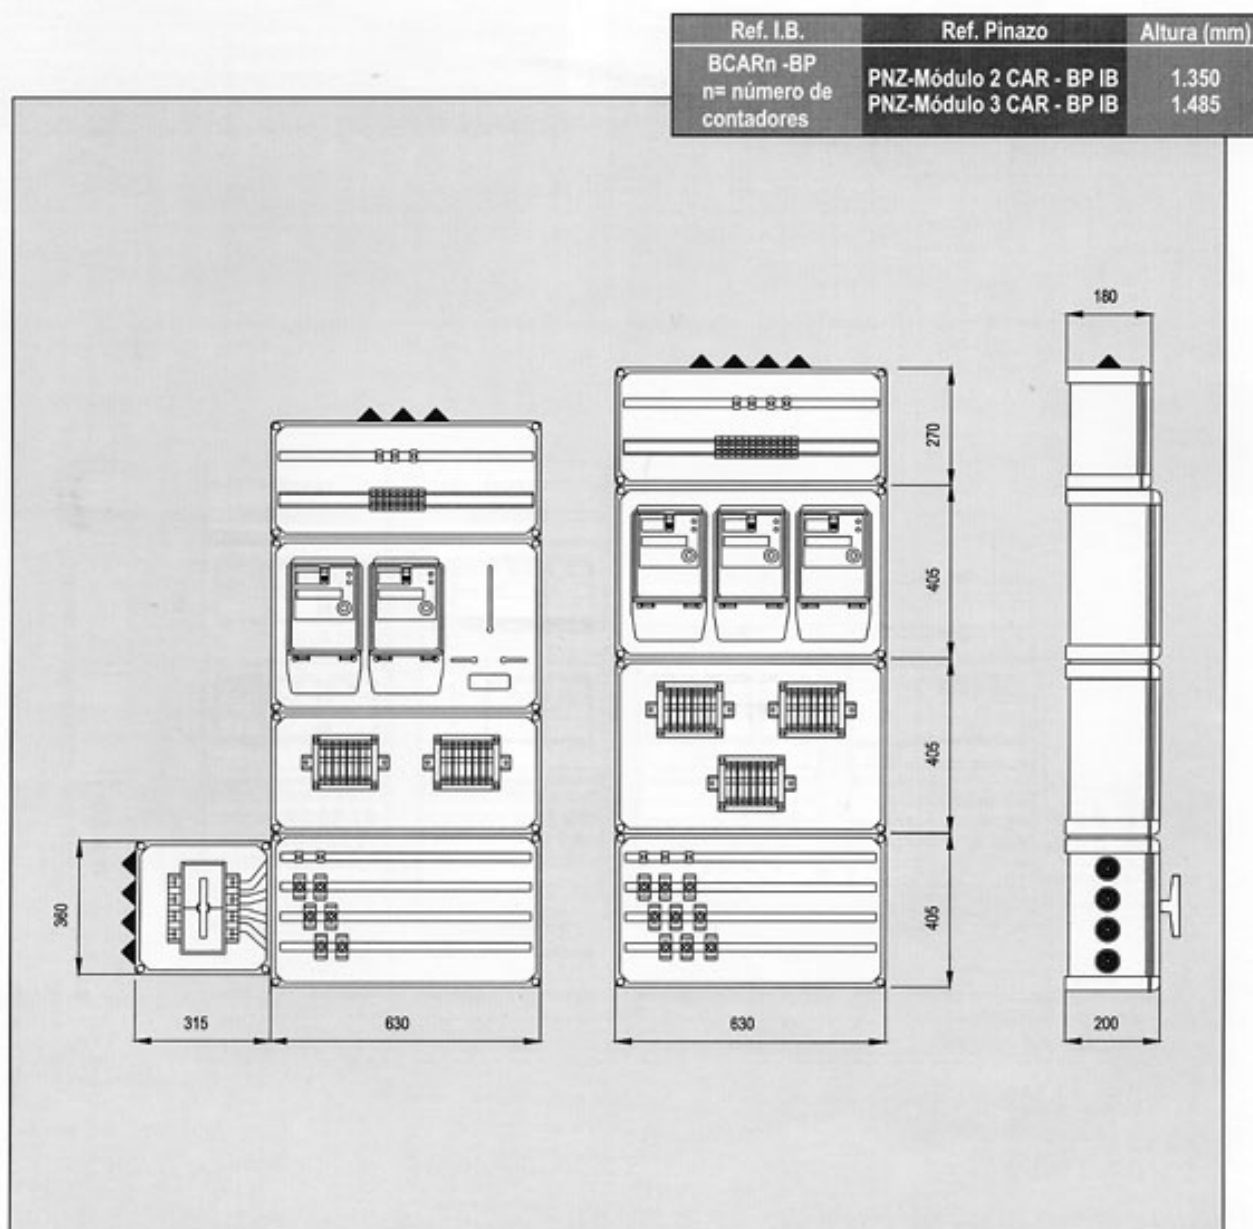 Ref. I.B. Ref. Pinazo Altura (mm)
BCARn -BP
n= número de
contadores
PNZ-Módulo 2 CAR - BP IB 1.350
PNZ-Módulo 3 CAR - BP IB 1.485
180
270
405
405
405
360
315
630
630
200